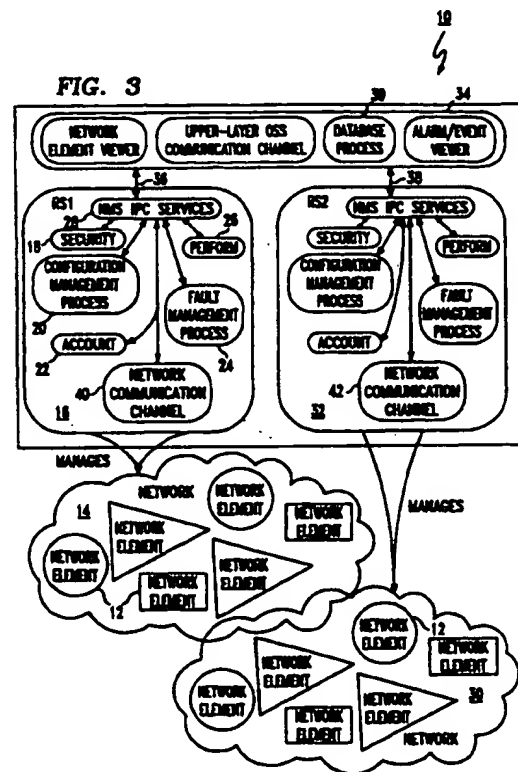 10
FIG. 3
30
34
NETWORK
ELEMENT VIEWER
UPPER-LAYER OSS
COMMUNICATION CHANNEL
DATABASE
PROCESS
ALARM/EVENT
VIEWER
36
38
RS1
NMS IPC SERVICES
28
26
18
SECURITY
PERFORM
CONFIGURATION
MANAGEMENT
PROCESS
20
FAULT
MANAGEMENT
PROCESS
ACCOUNT
22
24
40
NETWORK
COMMUNICATION
CHANNEL
16
RS2
NMS IPC SERVICES
SECURITY
PERFORM
CONFIGURATION
MANAGEMENT
PROCESS
FAULT
MANAGEMENT
PROCESS
ACCOUNT
42
NETWORK
COMMUNICATION
CHANNEL
32
MANAGES
MANAGES
14
NETWORK
NETWORK
ELEMENT
NETWORK
ELEMENT
NETWORK
ELEMENT
NETWORK
ELEMENT
NETWORK
ELEMENT
NETWORK
ELEMENT
12
NETWORK
ELEMENT
12
NETWORK
ELEMENT
NETWORK
ELEMENT
NETWORK
ELEMENT
NETWORK
ELEMENT
NETWORK
ELEMENT
30
NETWORK